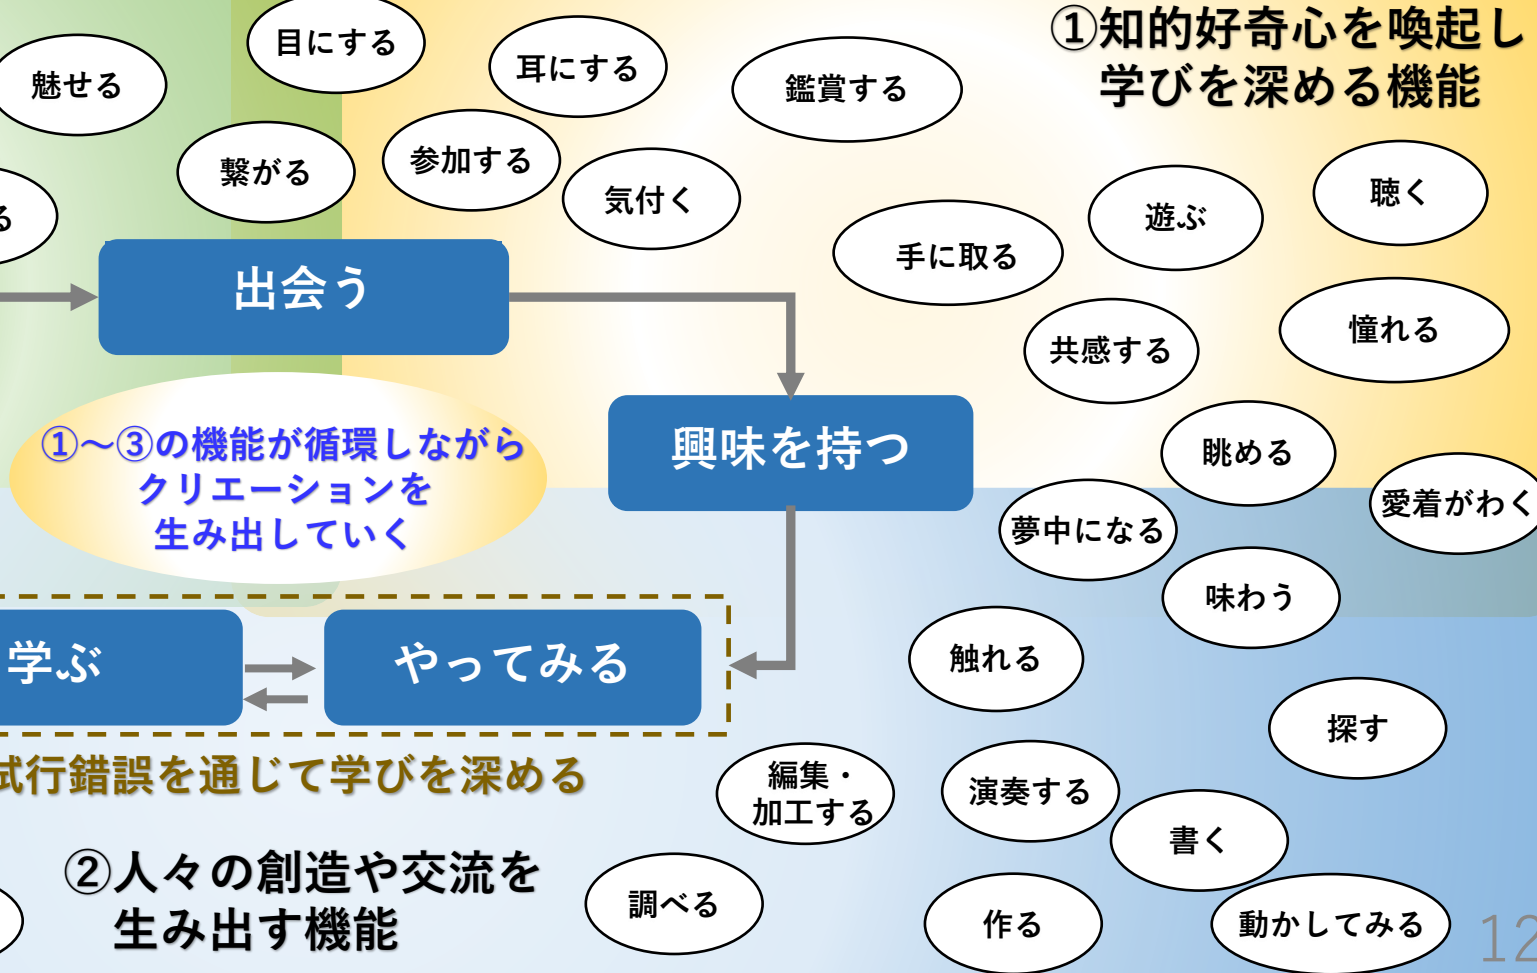 ①知的好奇心を喚起し
学びを深める機能
目にする
耳にする
魅せる
鑑賞する
繋がる
参加する
気付く
聴く
遊ぶ
る
手に取る
出会う
共感する
憧れる
①～③の機能が循環しながら
クリエーションを
生み出していく
興味を持つ
眺める
愛着がわく
夢中になる
味わう
学ぶ
やってみる
触れる
探す
試行錯誤を通じて学びを深める
編集・
加工する
演奏する
書く
②人々の創造や交流を
生み出す機能
調べる
作る
動かしてみる
12